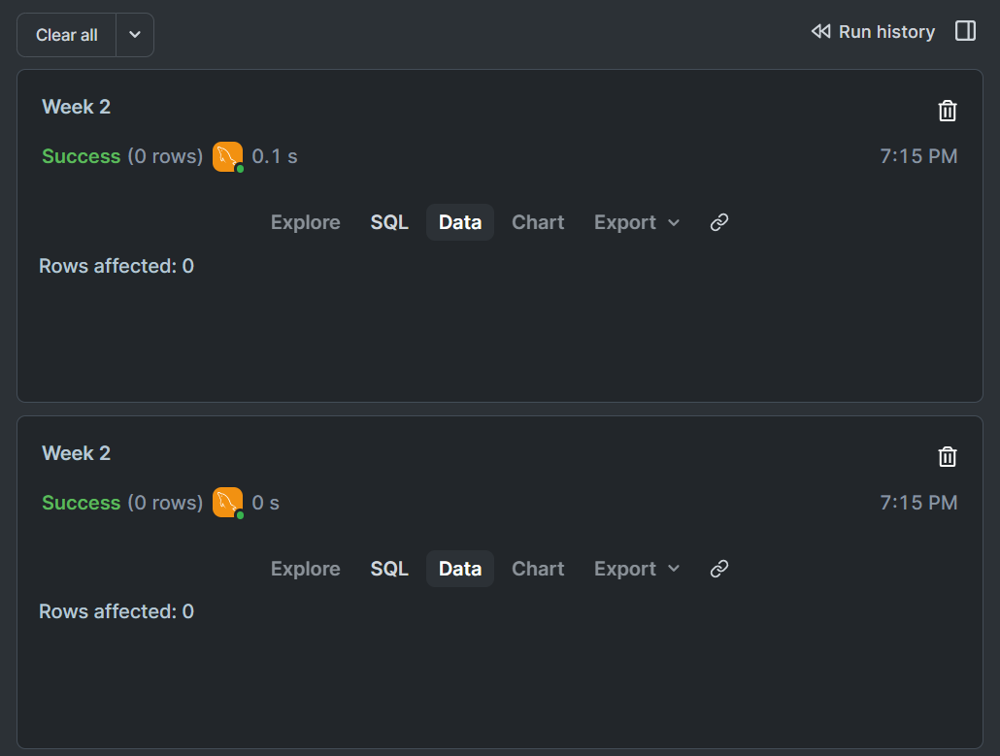 Clear all
Run history
Week 2
Success (0 rows) 0.1 s
7:15 PM
Explore SQL Data Chart Export
Rows affected: 0
Week 2
Success (0 rows) 0 s
7:15 PM
Explore SQL Data Chart Export
Rows affected: 0